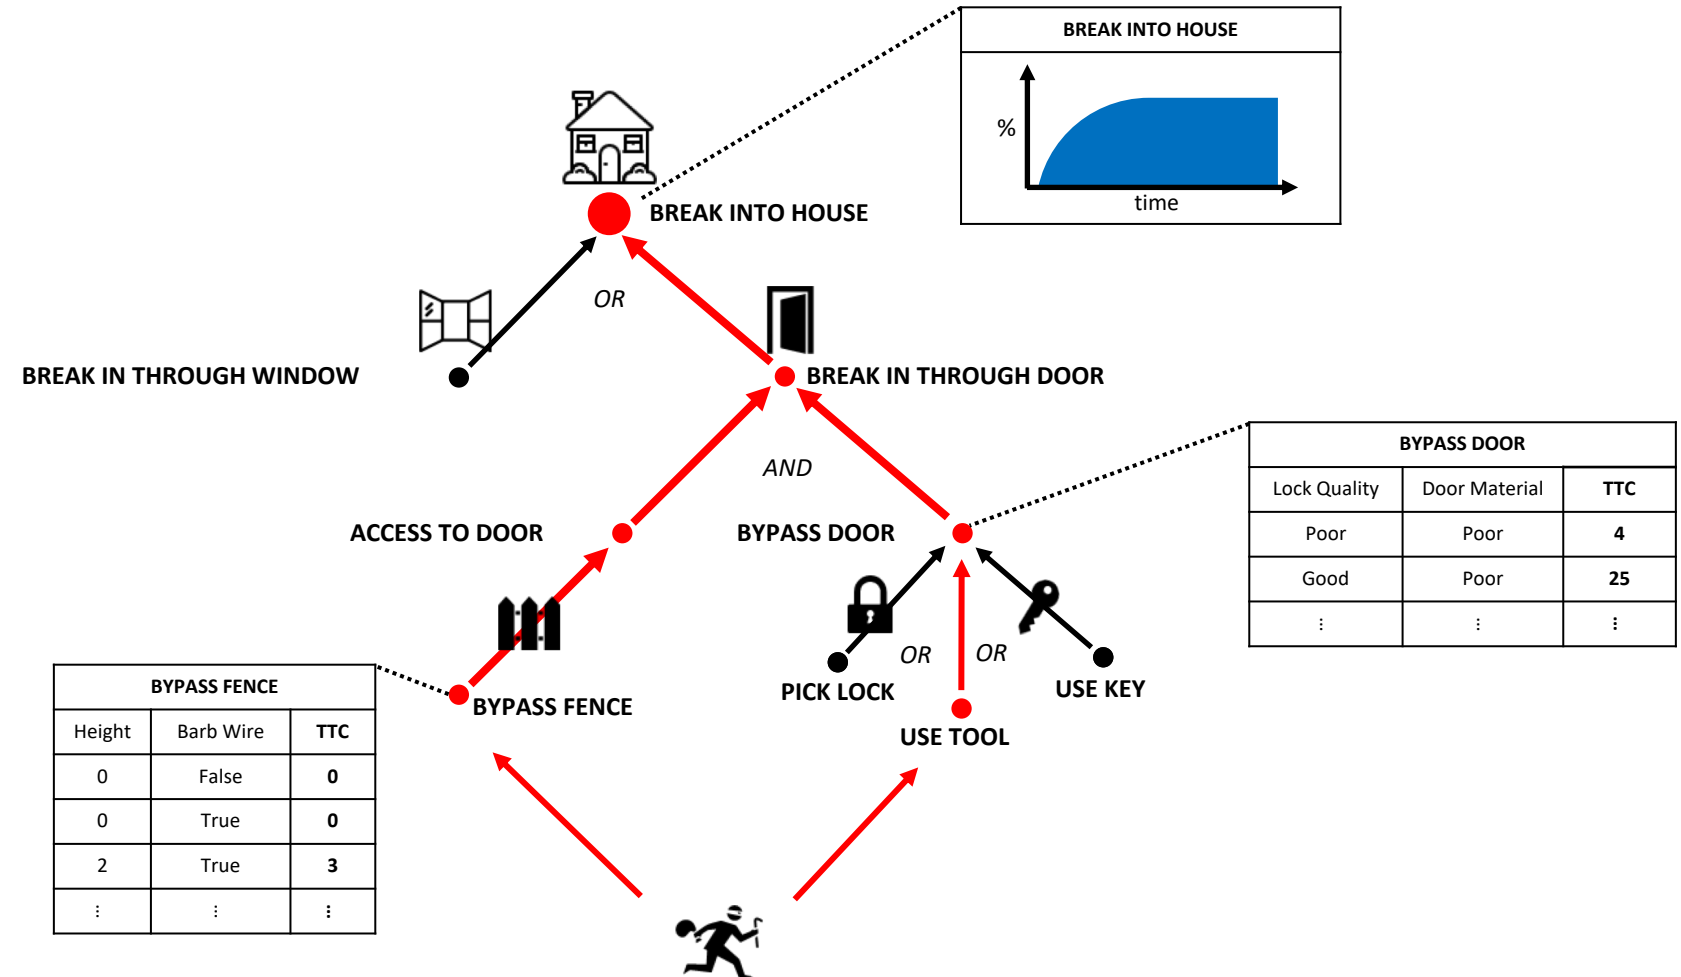 BREAK INTO HOUSE
%
time
BREAK INTO HOUSE
OR
BREAK IN THROUGH WINDOW
BREAK IN THROUGH DOOR
AND
ACCESS TO DOOR
BYPASS DOOR
BYPASS DOOR
Lock Quality Door Material TTC
Poor Poor 4
Good Poor 25
⋮ ⋮ ⋮
OR OR
PICK LOCK
USE KEY
USE TOOL
BYPASS FENCE
BYPASS FENCE
Height Barb Wire TTC
0 False 0
0 True 0
2 True 3
⋮ ⋮ ⋮